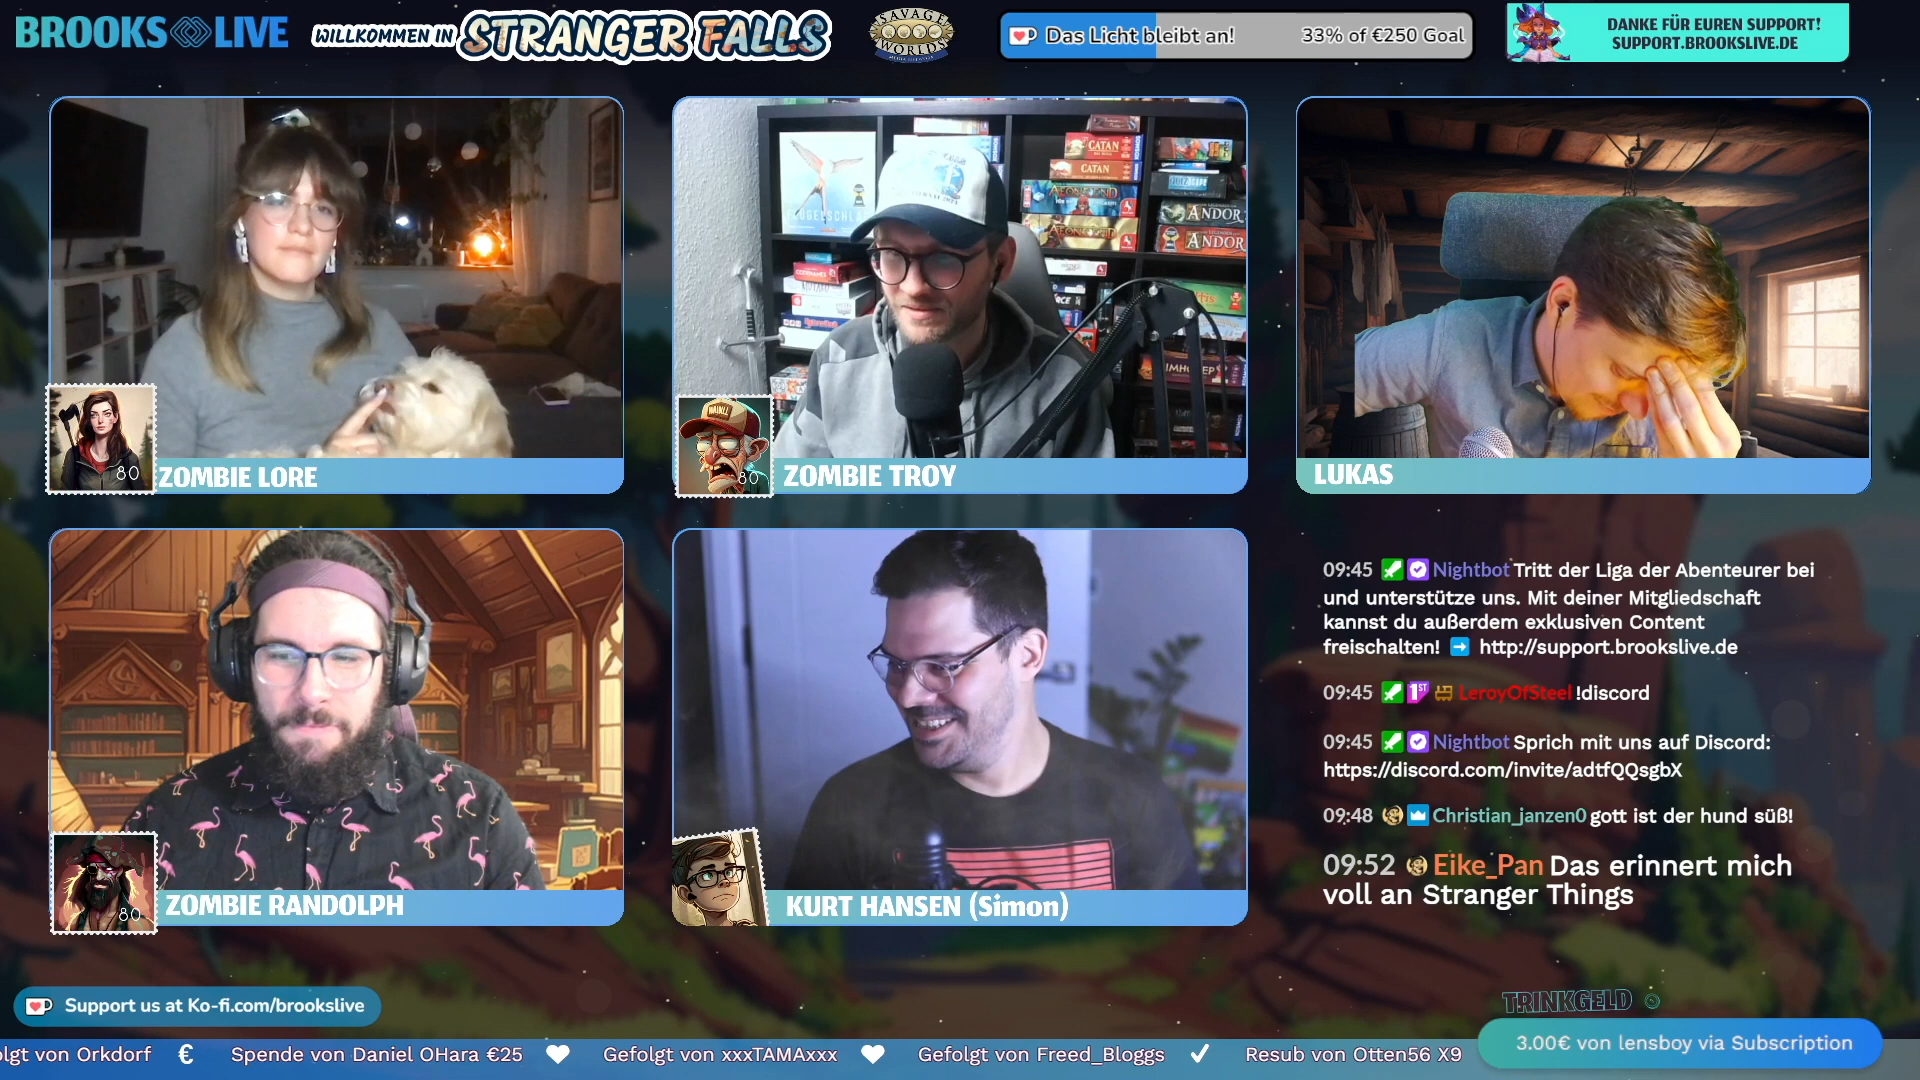 BROOKS LIVE
WILLKOMMEN IN STRANGER FALLS
SAVAGE WORLDS
Das Licht bleibt an! 33% of €250 Goal
DANKE FÜR EUREN SUPPORT!
SUPPORT.BROOKSLIVE.DE
CATAN
CATAN
ANDOR
ANDOR
80
ZOMBIE LORE
80
ZOMBIE TROY
LUKAS
80
ZOMBIE RANDOLPH
KURT HANSEN (Simon)
09:45 Nightbot Tritt der Liga der Abenteurer bei
und unterstütze uns. Mit deiner Mitgliedschaft
kannst du außerdem exklusiven Content
freischalten! http://support.brookslive.de
09:45 1ST LeroyOfSteel !discord
09:45 Nightbot Sprich mit uns auf Discord:
https://discord.com/invite/adtfQQsgbX
09:48 Christian_janzen0 gott ist der hund süß!
09:52 Eike_Pan Das erinnert mich
voll an Stranger Things
Support us at Ko-fi.com/brookslive
TRINKGELD
3.00€ von lensboy via Subscription
olgt von Orkdorf € Spende von Daniel OHara €25 Gefolgt von xxxTAMAxxx Gefolgt von Freed_Bloggs Resub von Otten56 X9